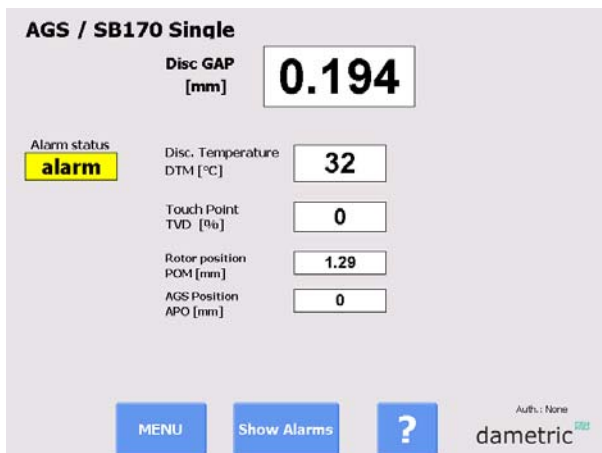 AGS / SB170 Single
Disc GAP
[mm]
0.194
Alarm status
alarm
Disc. Temperature
DTM [°C]
32
Touch Point
TVD [%]
0
Rotor position
POM [mm]
1.29
AGS Position
APO [mm]
0
MENU
Show Alarms
?
Auth.: None
dametric